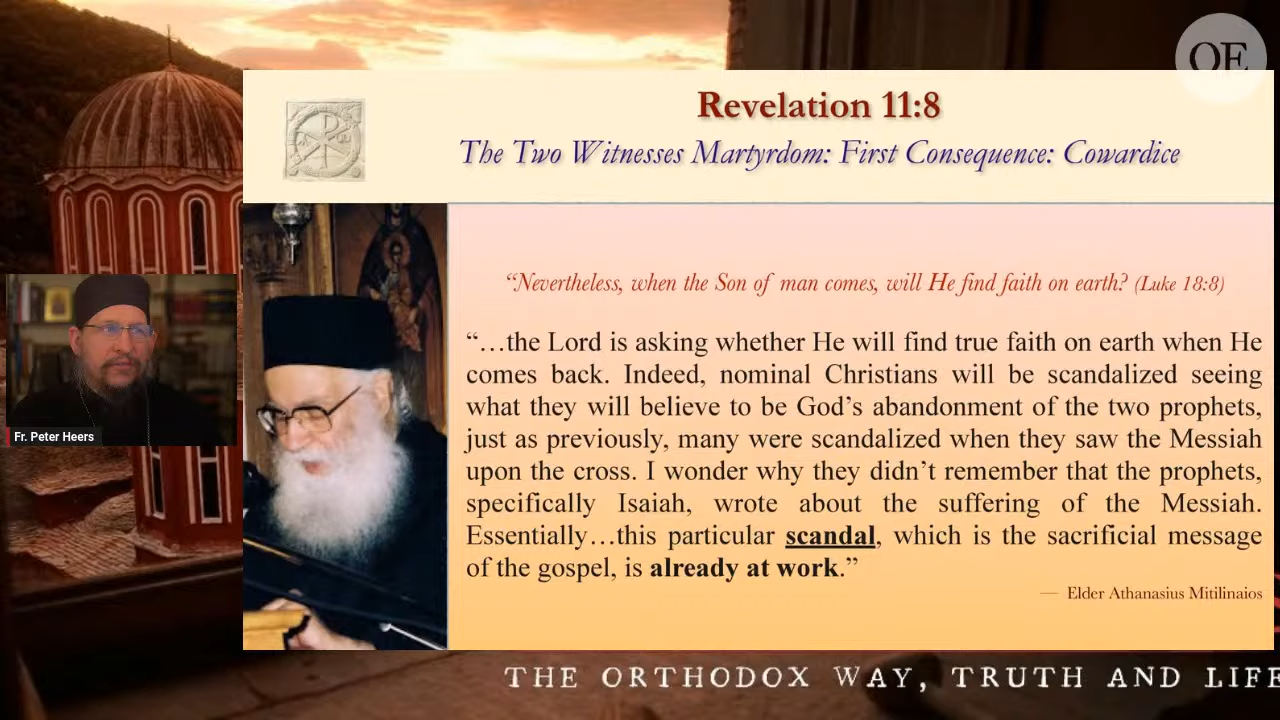 OE
Revelation 11:8
The Two Witnesses Martyrdom: First Consequence: Cowardice
“Nevertheless, when the Son of man comes, will He find faith on earth? (Luke 18:8)
“…the Lord is asking whether He will find true faith on earth when He
comes back. Indeed, nominal Christians will be scandalized seeing
what they will believe to be God’s abandonment of the two prophets,
just as previously, many were scandalized when they saw the Messiah
upon the cross. I wonder why they didn’t remember that the prophets,
specifically Isaiah, wrote about the suffering of the Messiah.
Essentially…this particular scandal, which is the sacrificial message
of the gospel, is already at work.”
— Elder Athanasius Mitilinaios
Fr. Peter Heers
THE ORTHODOX WAY, TRUTH AND LIFE